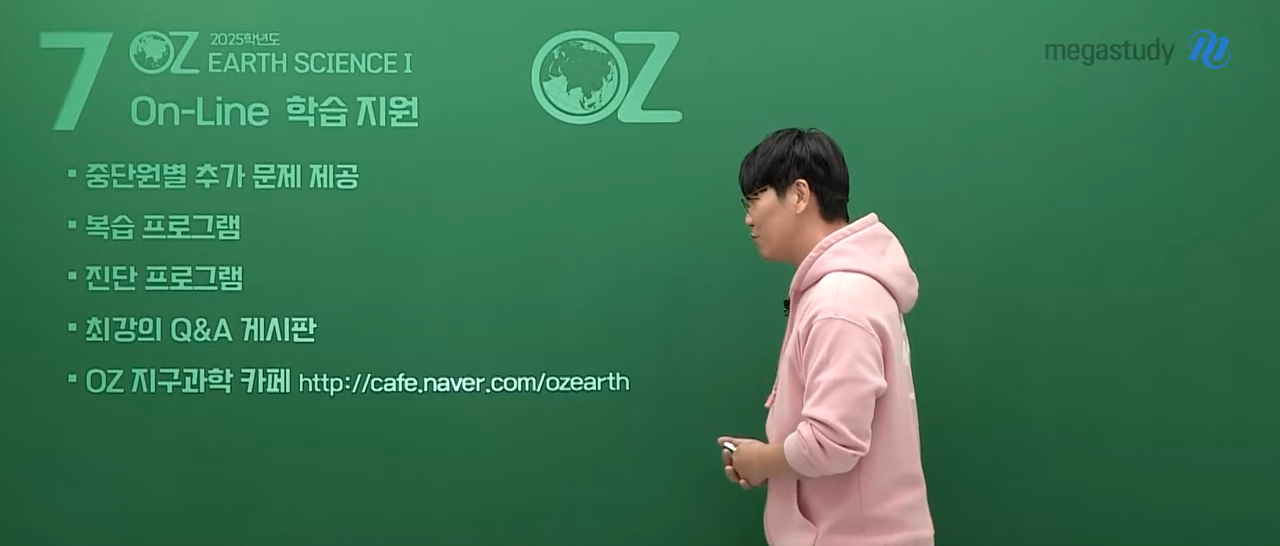 7
OZ 2025학년도
EARTH SCIENCE I
On-Line 학습 지원
OZ
megastudy
▪ 중단원별 추가 문제 제공
▪ 복습 프로그램
▪ 진단 프로그램
▪ 최강의 Q&A 게시판
▪ OZ 지구과학 카페 http://cafe.naver.com/ozearth